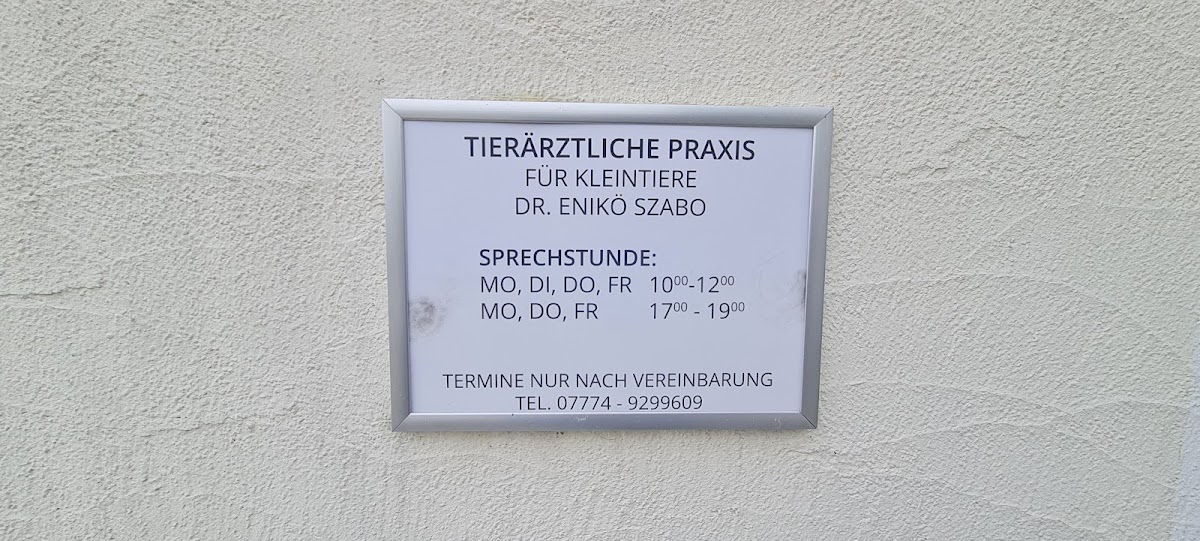 TIERÄRZTLICHE PRAXIS
FÜR KLEINTIERE
DR. ENIKÖ SZABO
SPRECHSTUNDE:
MO, DI, DO, FR 10⁰⁰-12⁰⁰
MO, DO, FR 17⁰⁰ - 19⁰⁰
TERMINE NUR NACH VEREINBARUNG
TEL. 07774 - 9299609